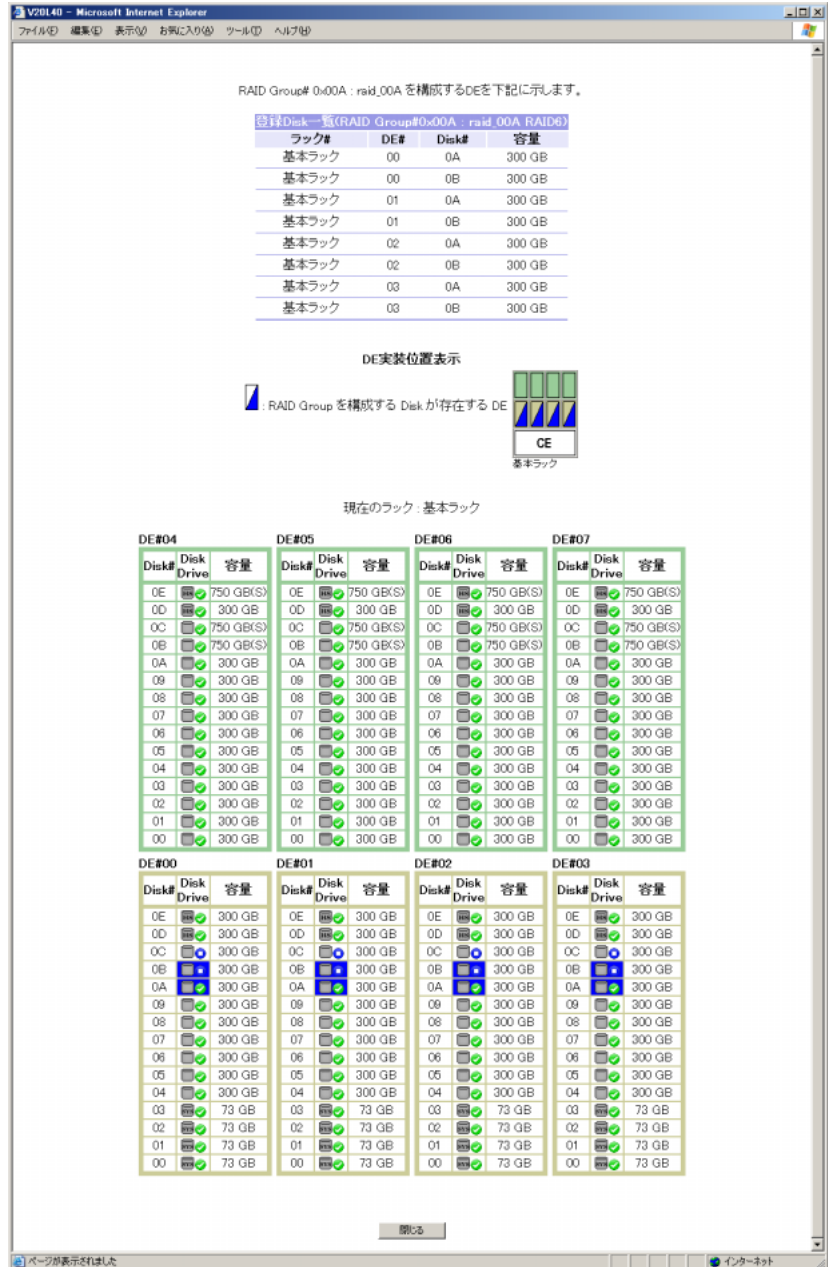 V20L40 - Microsoft Internet Explorer
ファイル(F) 編集(E) 表示(V) お気に入り(A) ツール(T) ヘルプ(H)
RAID Group# 0x00A : raid_00A を構成するDEを下記に示します。
登録Disk一覧(RAID Group#0x00A : raid_00A RAID6)
ラック# DE# Disk# 容量
基本ラック 00 0A 300 GB
基本ラック 00 0B 300 GB
基本ラック 01 0A 300 GB
基本ラック 01 0B 300 GB
基本ラック 02 0A 300 GB
基本ラック 02 0B 300 GB
基本ラック 03 0A 300 GB
基本ラック 03 0B 300 GB
DE実装位置表示
: RAID Group を構成する Disk が存在する DE
CE
基本ラック
現在のラック : 基本ラック
DE#04 DE#05 DE#06 DE#07
Disk# Disk Drive 容量 Disk# Disk Drive 容量 Disk# Disk Drive 容量 Disk# Disk Drive 容量
0E HS 750 GB(S) 0E HS 750 GB(S) 0E HS 750 GB(S) 0E HS 750 GB(S)
0D HS 300 GB 0D 300 GB 0D 300 GB 0D 300 GB
0C 750 GB(S) 0C 750 GB(S) 0C 750 GB(S) 0C 750 GB(S)
0B 750 GB(S) 0B 750 GB(S) 0B 750 GB(S) 0B 750 GB(S)
0A 300 GB 0A 300 GB 0A 300 GB 0A 300 GB
09 300 GB 09 300 GB 09 300 GB 09 300 GB
08 300 GB 08 300 GB 08 300 GB 08 300 GB
07 300 GB 07 300 GB 07 300 GB 07 300 GB
06 300 GB 06 300 GB 06 300 GB 06 300 GB
05 300 GB 05 300 GB 05 300 GB 05 300 GB
04 300 GB 04 300 GB 04 300 GB 04 300 GB
03 300 GB 03 300 GB 03 300 GB 03 300 GB
02 300 GB 02 300 GB 02 300 GB 02 300 GB
01 300 GB 01 300 GB 01 300 GB 01 300 GB
00 300 GB 00 300 GB 00 300 GB 00 300 GB
DE#00 DE#01 DE#02 DE#03
Disk# Disk Drive 容量 Disk# Disk Drive 容量 Disk# Disk Drive 容量 Disk# Disk Drive 容量
0E HS 300 GB 0E HS 300 GB 0E HS 300 GB 0E HS 300 GB
0D HS 300 GB 0D HS 300 GB 0D HS 300 GB 0D HS 300 GB
0C 300 GB 0C 300 GB 0C 300 GB 0C 300 GB
0B 300 GB 0B 300 GB 0B 300 GB 0B 300 GB
0A 300 GB 0A 300 GB 0A 300 GB 0A 300 GB
09 300 GB 09 300 GB 09 300 GB 09 300 GB
08 300 GB 08 300 GB 08 300 GB 08 300 GB
07 300 GB 07 300 GB 07 300 GB 07 300 GB
06 300 GB 06 300 GB 06 300 GB 06 300 GB
05 300 GB 05 300 GB 05 300 GB 05 300 GB
04 300 GB 04 300 GB 04 300 GB 04 300 GB
03 SYS 73 GB 03 SYS 73 GB 03 SYS 73 GB 03 SYS 73 GB
02 SYS 73 GB 02 SYS 73 GB 02 SYS 73 GB 02 SYS 73 GB
01 SYS 73 GB 01 SYS 73 GB 01 SYS 73 GB 01 SYS 73 GB
00 SYS 73 GB 00 SYS 73 GB 00 SYS 73 GB 00 SYS 73 GB
閉じる
ページが表示されました インターネット